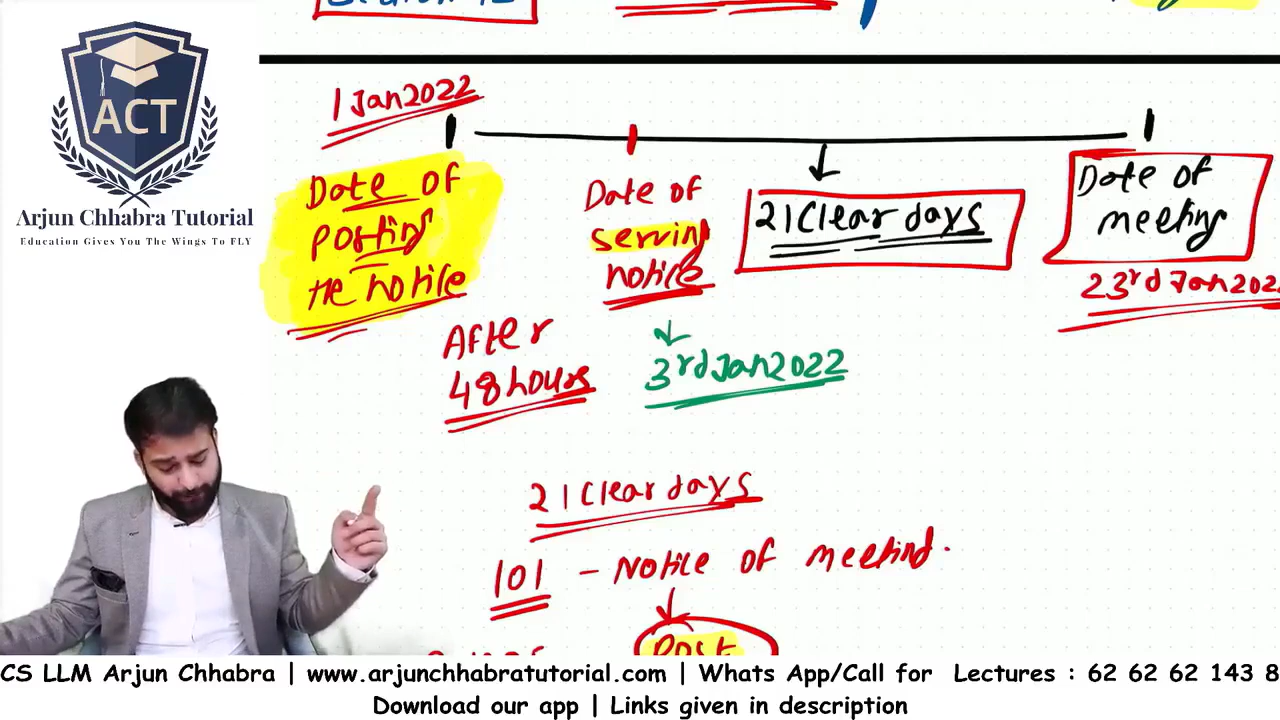 ACT
Arjun Chhabra Tutorial
Education Gives You The Wings To FLY
1 Jan 2022
Date of
posting
the notice
Date of
serving
notice
21 Clear days
Date of
meeting
23rd Jan 202
After
48 hours
3rd Jan 2022
21 Clear days
101 - Notice of meeting.
Post
CS LLM Arjun Chhabra | www.arjunchhabratutorial.com | Whats App/Call for Lectures : 62 62 62 143 8
Download our app | Links given in description